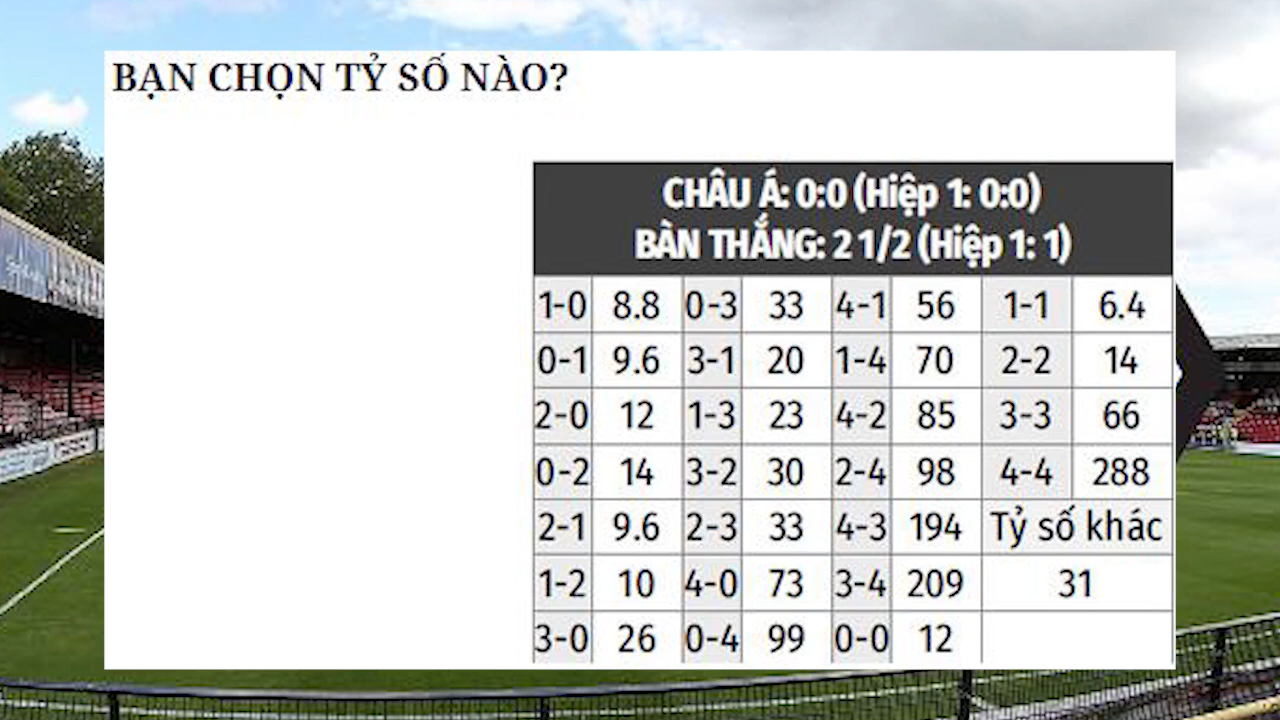 BẠN CHỌN TỶ SỐ NÀO?
CHÂU Á: 0:0 (Hiệp 1: 0:0)
BÀN THẮNG: 2 1/2 (Hiệp 1: 1)
1-0 8.8 0-3 33 4-1 56 1-1 6.4
0-1 9.6 3-1 20 1-4 70 2-2 14
2-0 12 1-3 23 4-2 85 3-3 66
0-2 14 3-2 30 2-4 98 4-4 288
2-1 9.6 2-3 33 4-3 194 Tỷ số khác
1-2 10 4-0 73 3-4 209 31
3-0 26 0-4 99 0-0 12